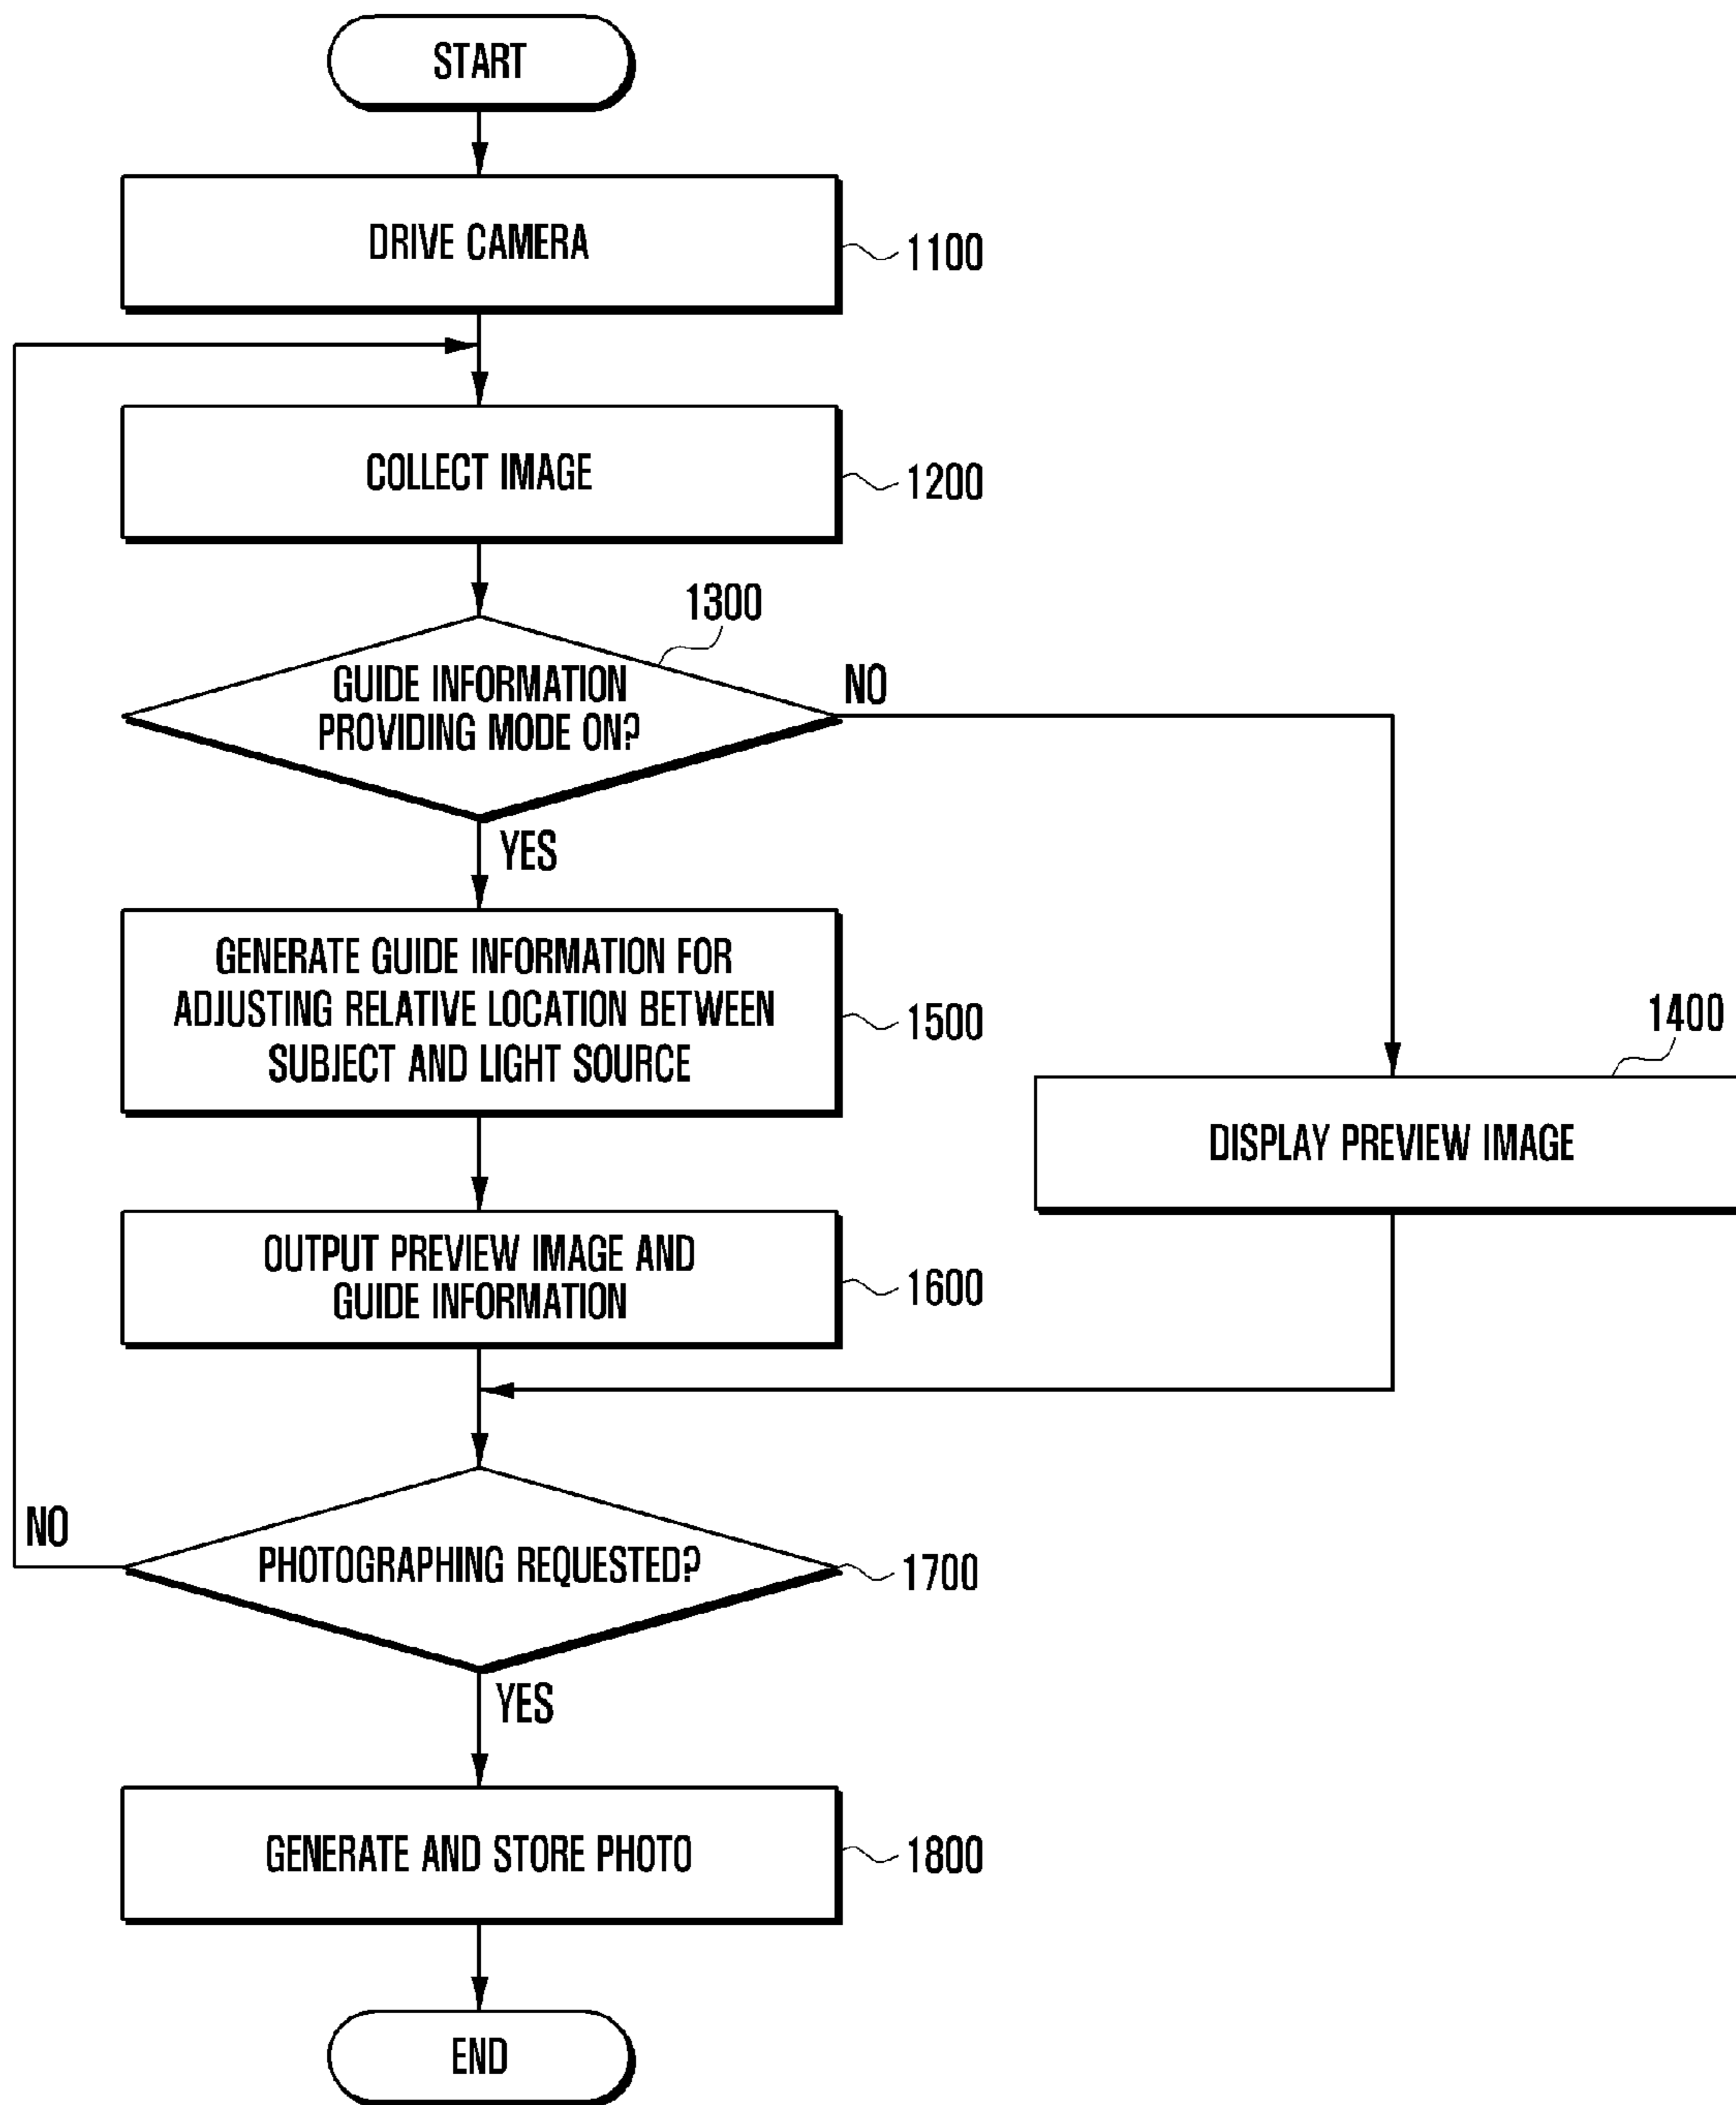 START
DRIVE CAMERA
1100
COLLECT IMAGE
1200
1300
GUIDE INFORMATION
PROVIDING MODE ON?
NO
YES
GENERATE GUIDE INFORMATION FOR
ADJUSTING RELATIVE LOCATION BETWEEN
SUBJECT AND LIGHT SOURCE
1500
1400
DISPLAY PREVIEW IMAGE
OUTPUT PREVIEW IMAGE AND
GUIDE INFORMATION
1600
NO
PHOTOGRAPHING REQUESTED?
1700
YES
GENERATE AND STORE PHOTO
1800
END